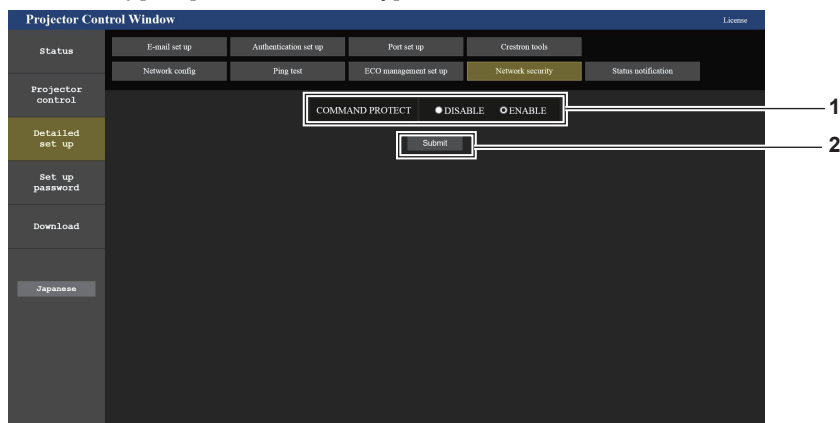 Projector Control Window
License
Status
E-mail set up
Authentication set up
Port set up
Crestron tools
Network config
Ping test
ECO management set up
Network security
Status notification
Projector
control
COMMAND PROTECT
DISABLE
ENABLE
1
Detailed
set up
Submit
2
Set up
password
Download
Japanese